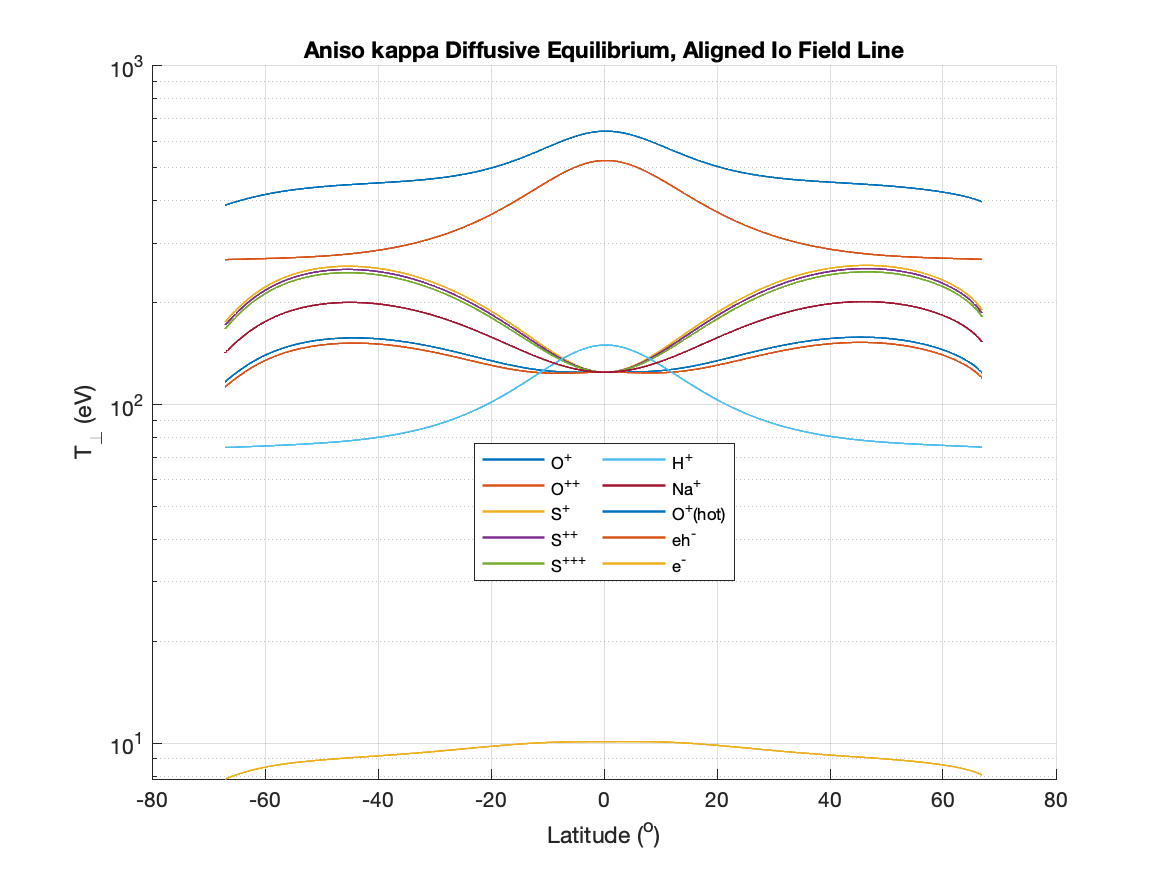 Aniso kappa Diffusive Equilibrium, Aligned Io Field Line
10³
10²
10¹
T⊥ (eV)
O⁺ H⁺
O⁺⁺ Na⁺
S⁺ O⁺(hot)
S⁺⁺ eh⁻
S⁺⁺⁺ e⁻
-80 -60 -40 -20 0 20 40 60 80
Latitude (º)